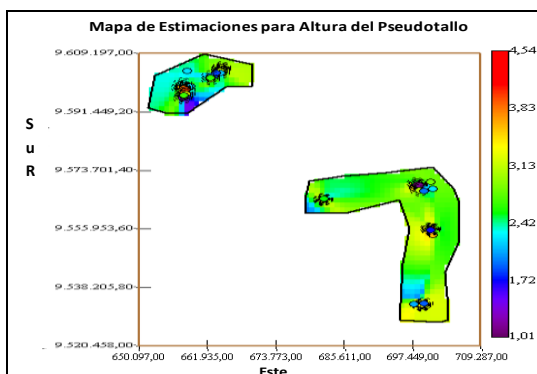 Mapa de Estimaciones para Altura del Pseudotallo
9.609.197,00
9.591.449,20
9.573.701,40
9.555.953,60
9.538.205,80
9.520.458,00
S
u
R
650.097,00 661.935,00 673.773,00 685.611,00 697.449,00 709.287,00
Este
4,54
3,83
3,13
2,42
1,72
1,01